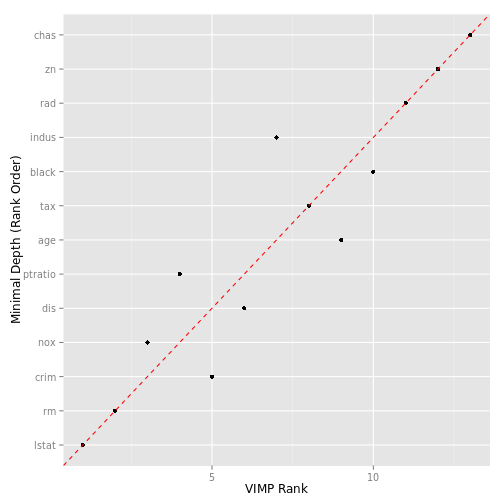 Minimal Depth (Rank Order)
chas
zn
rad
indus
black
tax
age
ptratio
dis
nox
crim
rm
lstat
5
10
VIMP Rank